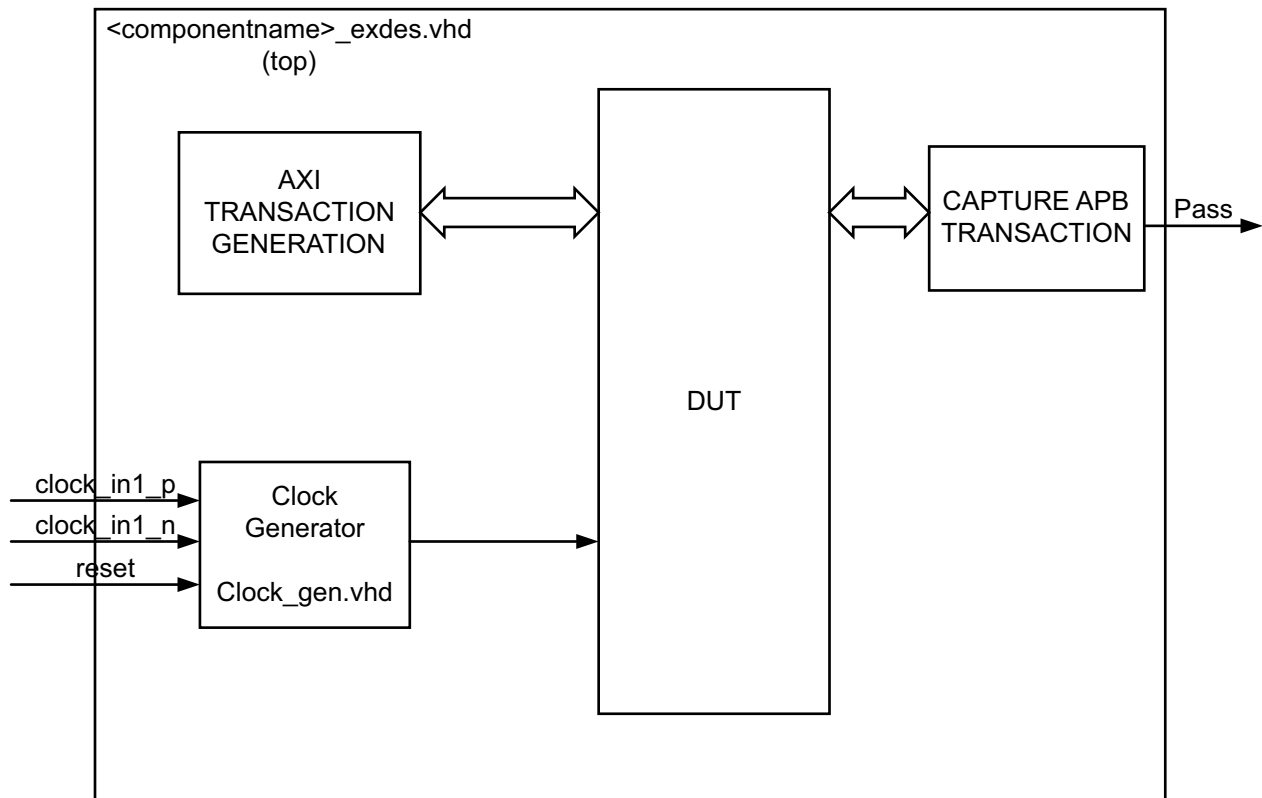 <componentname>_exdes.vhd
(top)
AXI
TRANSACTION
GENERATION
DUT
CAPTURE APB
TRANSACTION
Pass
clock_in1_p
clock_in1_n
reset
Clock
Generator
Clock_gen.vhd